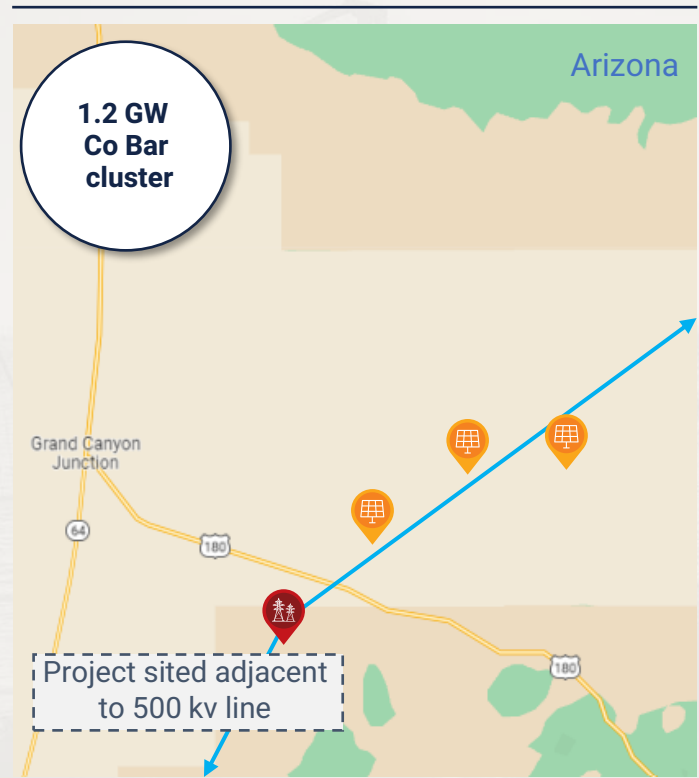 Arizona
1.2 GW
Co Bar
cluster
Grand Canyon
Junction
64
180
180
Project sited adjacent
to 500 kv line